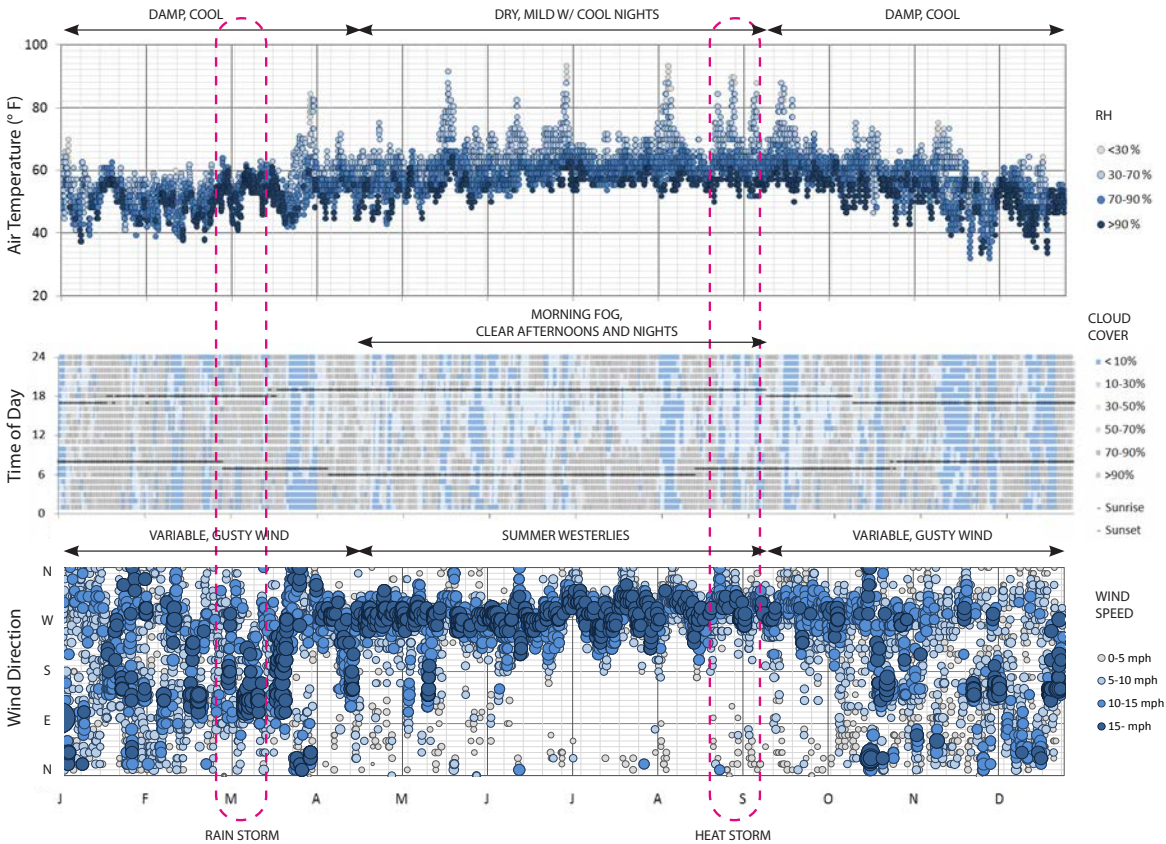 DAMP, COOL
DRY, MILD W/ COOL NIGHTS
DAMP, COOL
Air Temperature (° F)
100
80
60
40
20
RH
<30 %
30-70 %
70-90 %
>90 %
MORNING FOG,
CLEAR AFTERNOONS AND NIGHTS
Time of Day
24
18
12
6
0
CLOUD
COVER
< 10%
10-30%
30-50%
50-70%
70-90%
>90%
- Sunrise
- Sunset
VARIABLE, GUSTY WIND
SUMMER WESTERLIES
VARIABLE, GUSTY WIND
Wind Direction
N
W
S
E
N
WIND
SPEED
0-5 mph
5-10 mph
10-15 mph
15- mph
J F M A M J J A S O N D
RAIN STORM
HEAT STORM